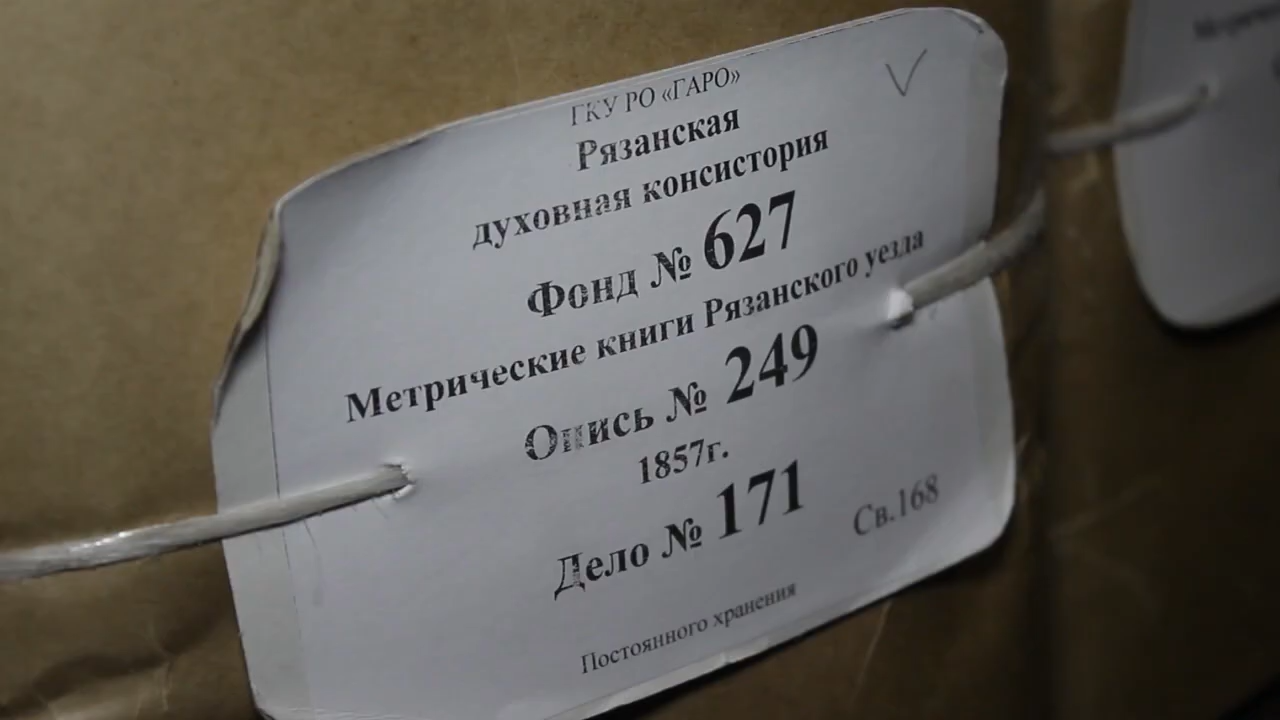 ГКУ РО «ГАРО»
Рязанская
духовная консистория
Фонд № 627
Метрические книги Рязанского уезда
Опись № 249
1857г.
Дело № 171
Св.168
Постоянного хранения